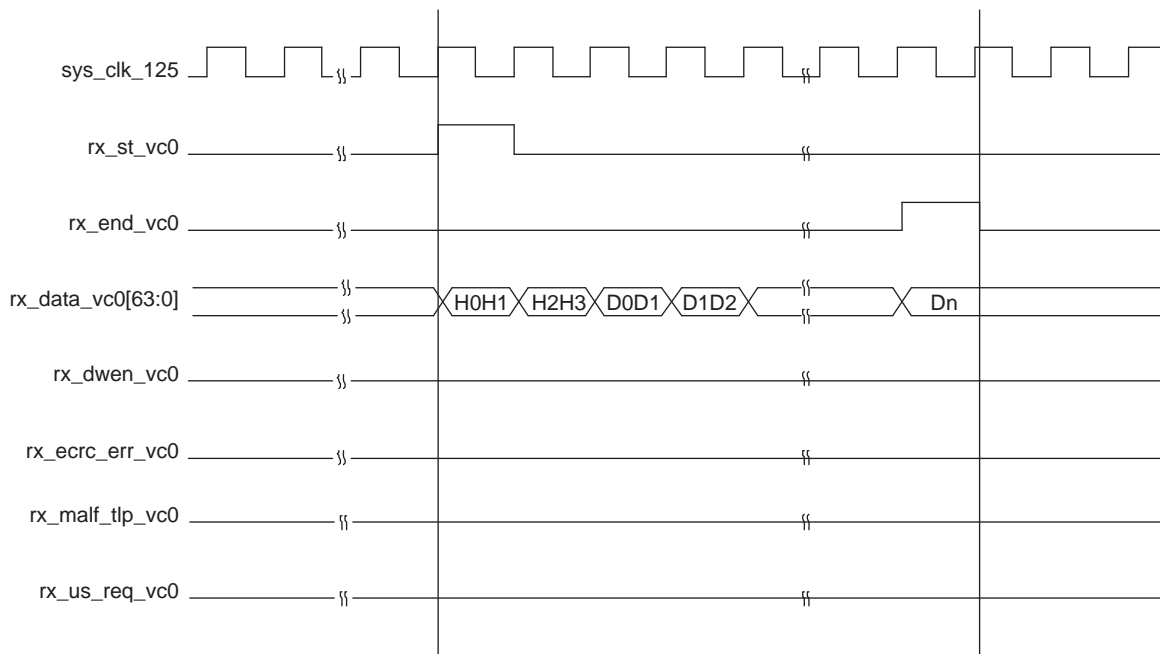 sys_clk_125
rx_st_vc0
rx_end_vc0
rx_data_vc0[63:0] H0H1 H2H3 D0D1 D1D2 Dn
rx_dwen_vc0
rx_ecrc_err_vc0
rx_malf_tlp_vc0
rx_us_req_vc0